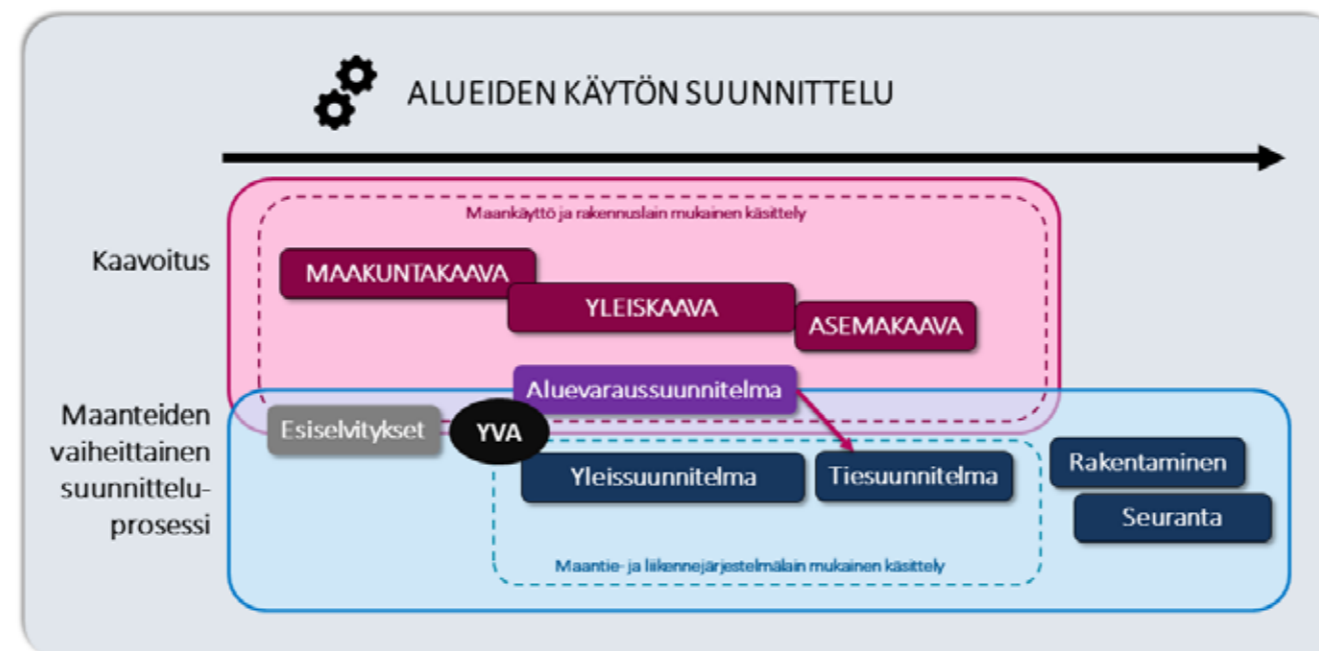 ALUEIDEN KÄYTÖN SUUNNITTELU
Maankäyttö ja rakennuslain mukainen käsittely
Kaavoitus
MAAKUNTAKAAVA
YLEISKAAVA
ASEMAKAAVA
Aluevaraussuunnitelma
Maanteiden
vaiheittainen
suunnittelu-
prosessi
Esiselvitykset
YVA
Yleissuunnitelma
Tiesuunnitelma
Rakentaminen
Seuranta
Maantie- ja liikennejärjestelmälain mukainen käsittely